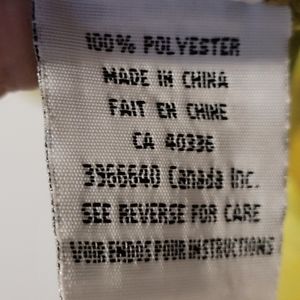 100% POLYESTER
MADE IN CHINA
FAIT EN CHINE
CA 40336
3966640 Canada Inc.
SEE REVERSE FOR CARE
VOIR ENDOS POUR INSTRUCTIONS